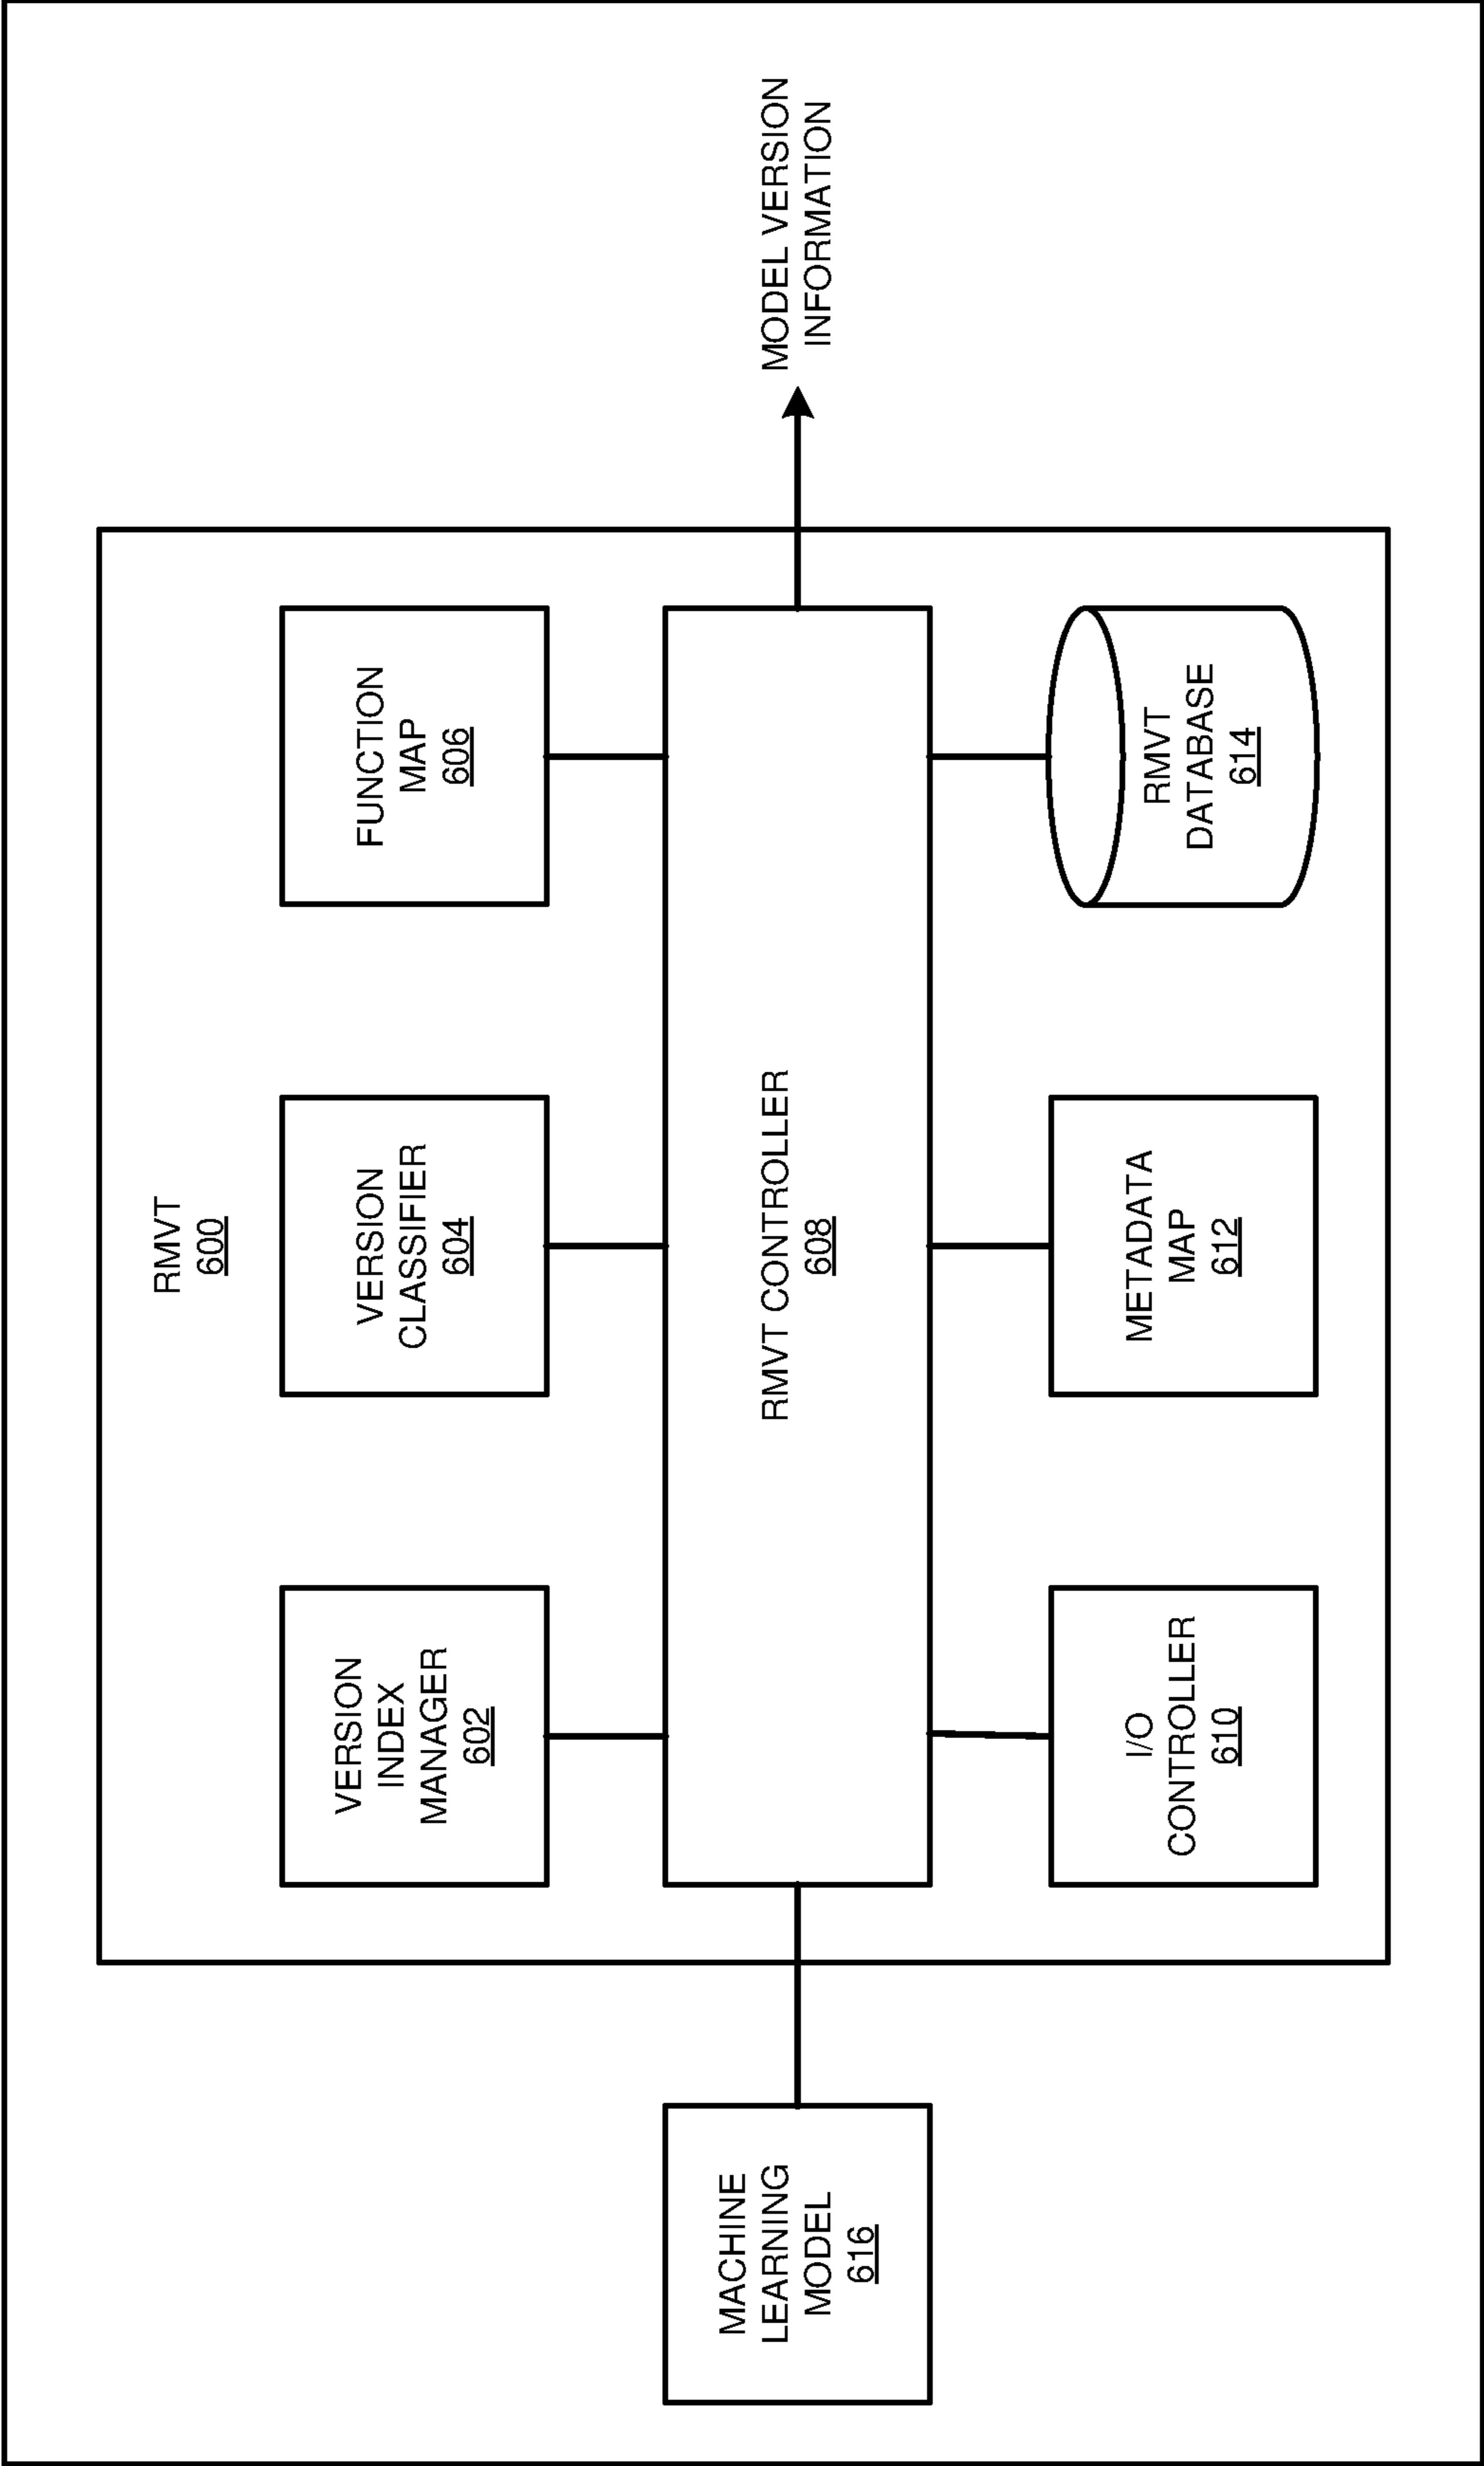 RMVT
600
VERSION
INDEX
MANAGER
602
VERSION
CLASSIFIER
604
FUNCTION
MAP
606
MACHINE
LEARNING
MODEL
616
RMVT CONTROLLER
608
MODEL VERSION
INFORMATION
I/O
CONTROLLER
610
METADATA
MAP
612
RMVT
DATABASE
614